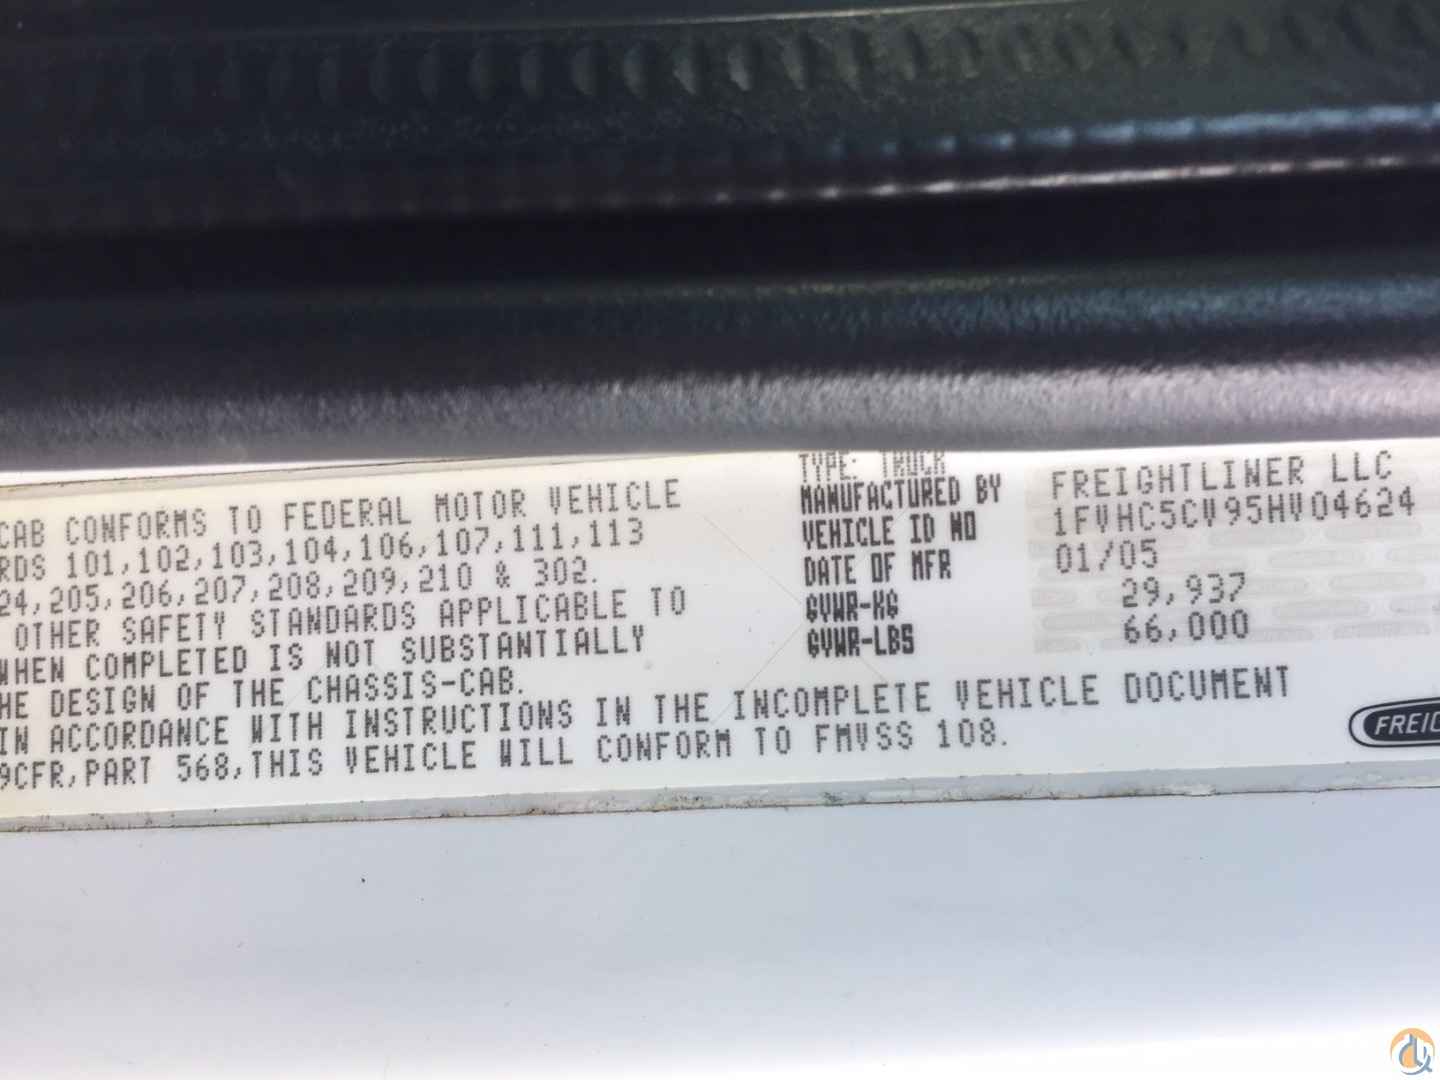 CAB CONFORMS TO FEDERAL MOTOR VEHICLE
RDS 101,102,103,104,106,107,111,113
24,205,206,207,208,209,210 & 302.
OTHER SAFETY STANDARDS APPLICABLE TO
WHEN COMPLETED IS NOT SUBSTANTIALLY
HE DESIGN OF THE CHASSIS-CAB.
IN ACCORDANCE WITH INSTRUCTIONS IN THE INCOMPLETE VEHICLE DOCUMENT
9CFR,PART 568,THIS VEHICLE WILL CONFORM TO FMVSS 108.
TYPE: TRUCK
MANUFACTURED BY FREIGHTLINER LLC
VEHICLE ID NO 1FVHC5CV95HV04624
DATE OF MFR 01/05
GVWR-KG 29,937
GVWR-LBS 66,000
FREIG